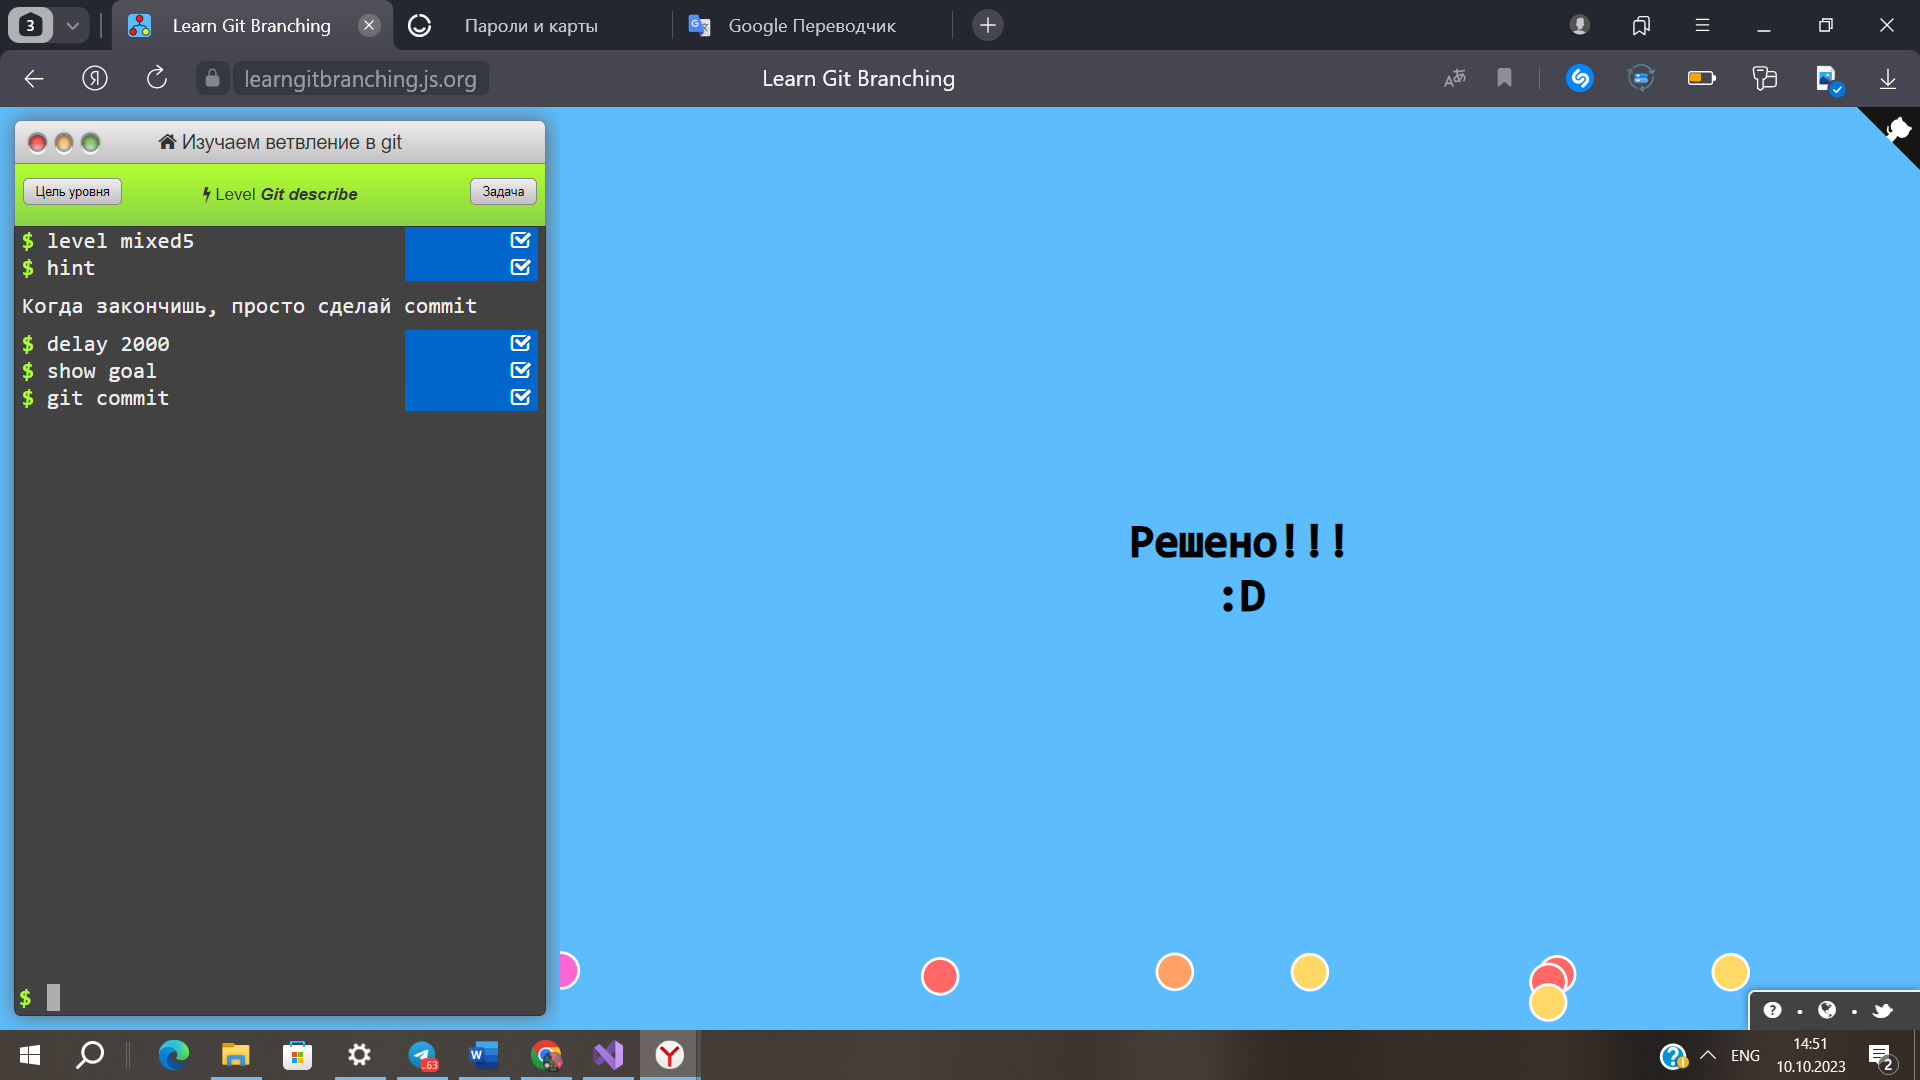 3
Learn Git Branching
Пароли и карты
Google Переводчик
learngitbranching.js.org
Learn Git Branching
Изучаем ветвление в git
Цель уровня
Level Git describe
Задача
$ level mixed5
$ hint
Когда закончишь, просто сделай commit
$ delay 2000
$ show goal
$ git commit
$
Решено!!!
:D
..63
ENG
14:51
10.10.2023
2